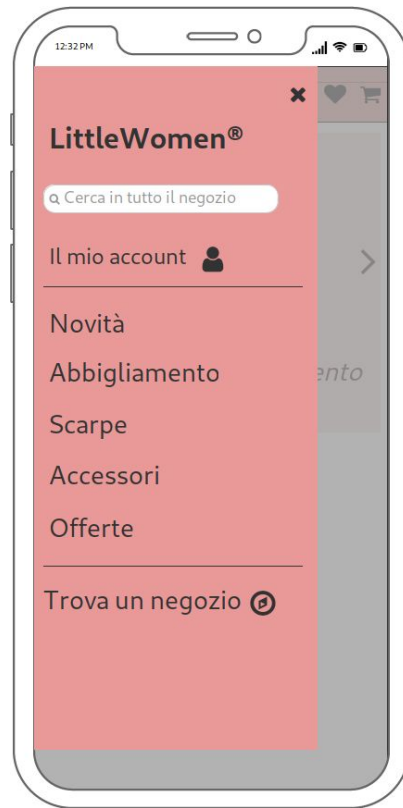 12:32 PM
LittleWomen®
Cerca in tutto il negozio
Il mio account
Novità
Abbigliamento
ento
Scarpe
Accessori
Offerte
Trova un negozio